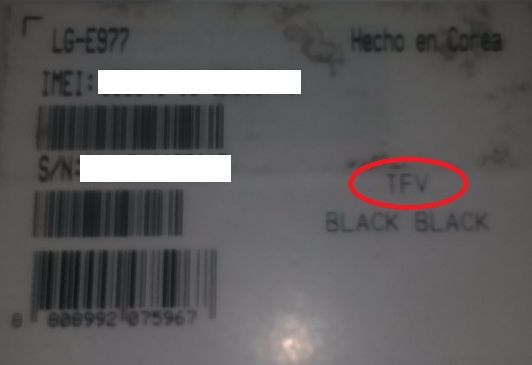 LG-E977
Hecho en Corea
IMEI:
S/N:
TFV
BLACK BLACK
8 808992 075967